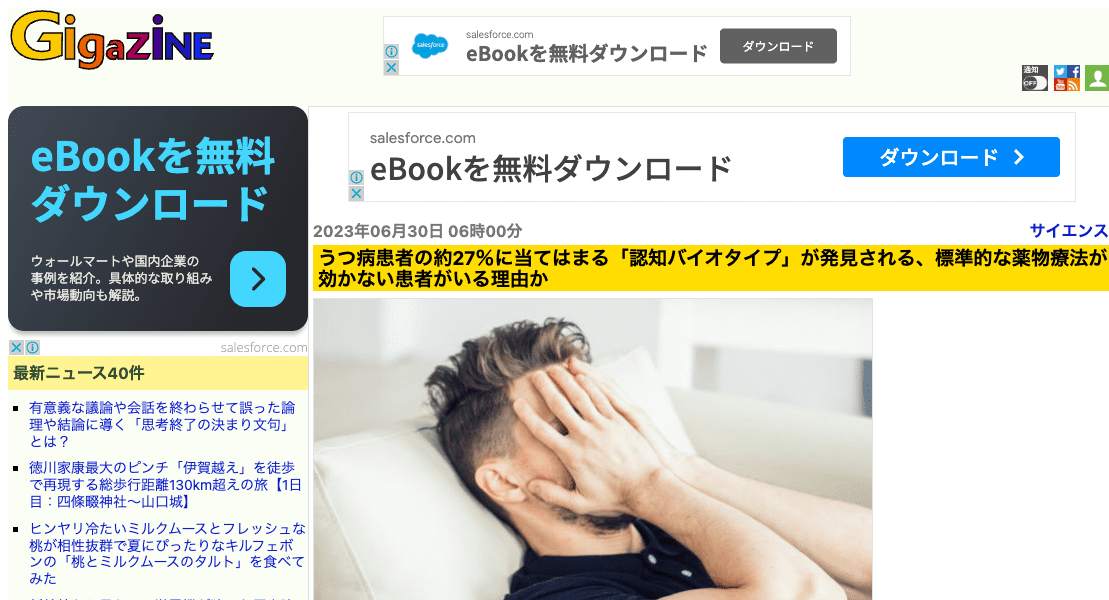 GigaZiNE
salesforce.com
eBookを無料ダウンロード
ダウンロード
salesforce
通知
OFF
eBookを無料
ダウンロード
ウォールマートや国内企業の
事例を紹介。具体的な取り組み
や市場動向も解説。
salesforce.com
最新ニュース40件
有意義な議論や会話を終わらせて誤った論
理や結論に導く「思考終了の決まり文句」
とは？
徳川家康最大のピンチ「伊賀越え」を徒歩
で再現する総歩行距離130km超えの旅【1日
目：四條畷神社～山口城】
ヒンヤリ冷たいミルクムースとフレッシュな
桃が相性抜群で夏にぴったりなキルフェボ
ンの「桃とミルクムースのタルト」を食べて
みた
salesforce.com
eBookを無料ダウンロード
ダウンロード
2023年06月30日 06時00分
サイエンス
うつ病患者の約27%に当てはまる「認知バイオタイプ」が発見される、標準的な薬物療法が
効かない患者がいる理由か